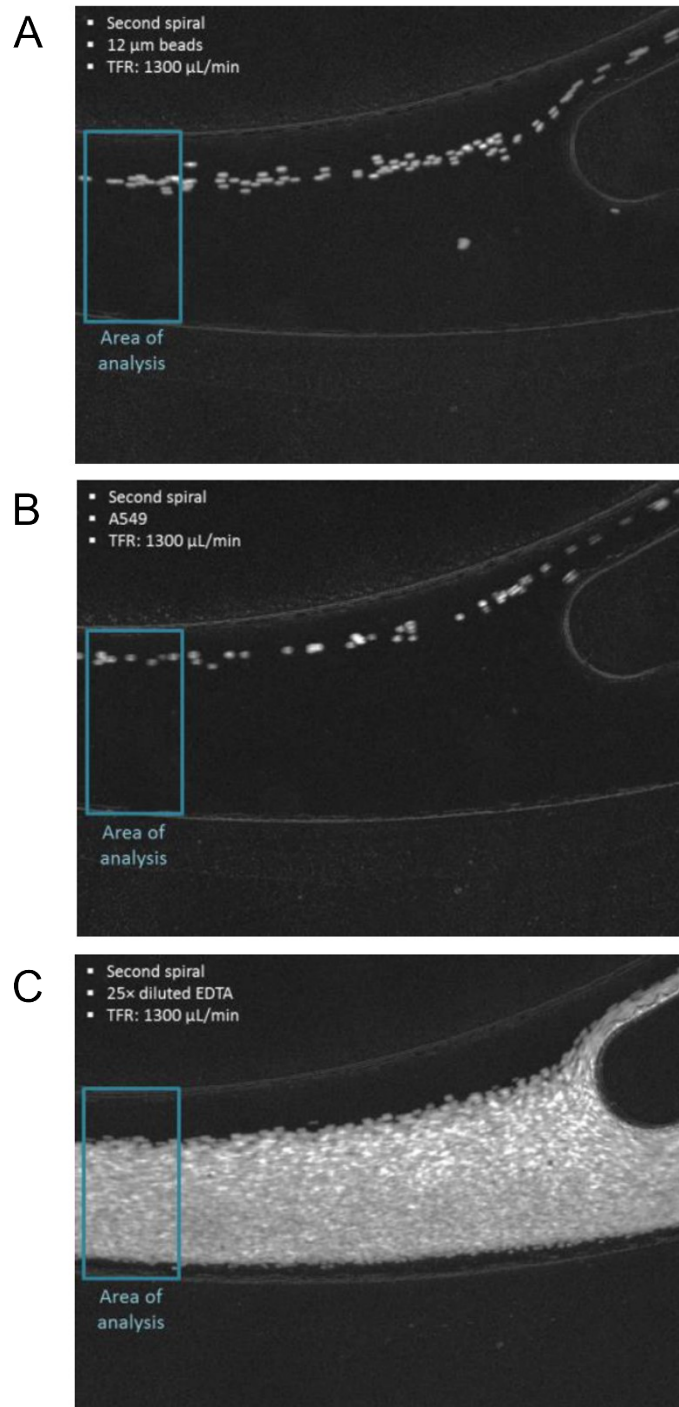 A
▪ Second spiral
▪ 12 µm beads
▪ TFR: 1300 µL/min
Area of
analysis
B
▪ Second spiral
▪ A549
▪ TFR: 1300 µL/min
Area of
analysis
C
▪ Second spiral
▪ 25× diluted EDTA
▪ TFR: 1300 µL/min
Area of
analysis